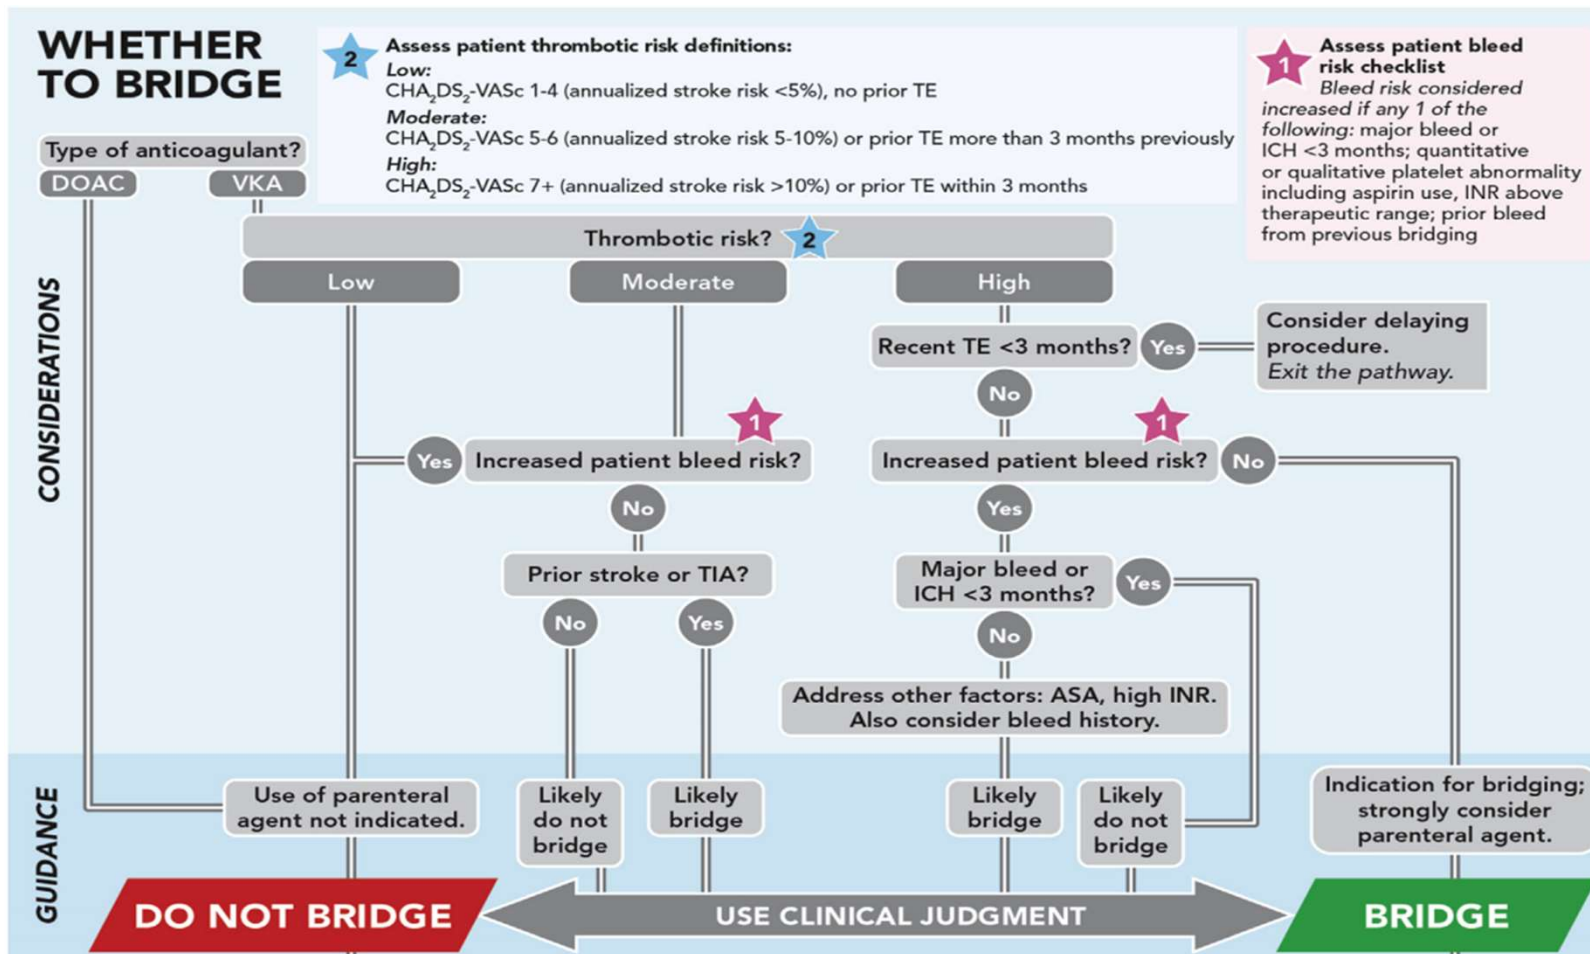 WHETHER
TO BRIDGE
2
Assess patient thrombotic risk definitions:
Low:
CHA2DS2-VASc 1-4 (annualized stroke risk <5%), no prior TE
Moderate:
CHA2DS2-VASc 5-6 (annualized stroke risk 5-10%) or prior TE more than 3 months previously
High:
CHA2DS2-VASc 7+ (annualized stroke risk >10%) or prior TE within 3 months
1
Assess patient bleed
risk checklist
Bleed risk considered
increased if any 1 of the
following: major bleed or
ICH <3 months; quantitative
or qualitative platelet abnormality
including aspirin use, INR above
therapeutic range; prior bleed
from previous bridging
Type of anticoagulant?
DOAC
VKA
CONSIDERATIONS
Thrombotic risk? 2
Low
Moderate
High
Recent TE <3 months?
Yes
Consider delaying
procedure.
Exit the pathway.
No
1
1
Yes
Increased patient bleed risk?
Increased patient bleed risk?
No
No
Yes
Prior stroke or TIA?
Major bleed or
ICH <3 months?
Yes
No
Yes
No
Address other factors: ASA, high INR.
Also consider bleed history.
GUIDANCE
Use of parenteral
agent not indicated.
Likely
do not
bridge
Likely
bridge
Likely
bridge
Likely
do not
bridge
Indication for bridging;
strongly consider
parenteral agent.
DO NOT BRIDGE
USE CLINICAL JUDGMENT
BRIDGE